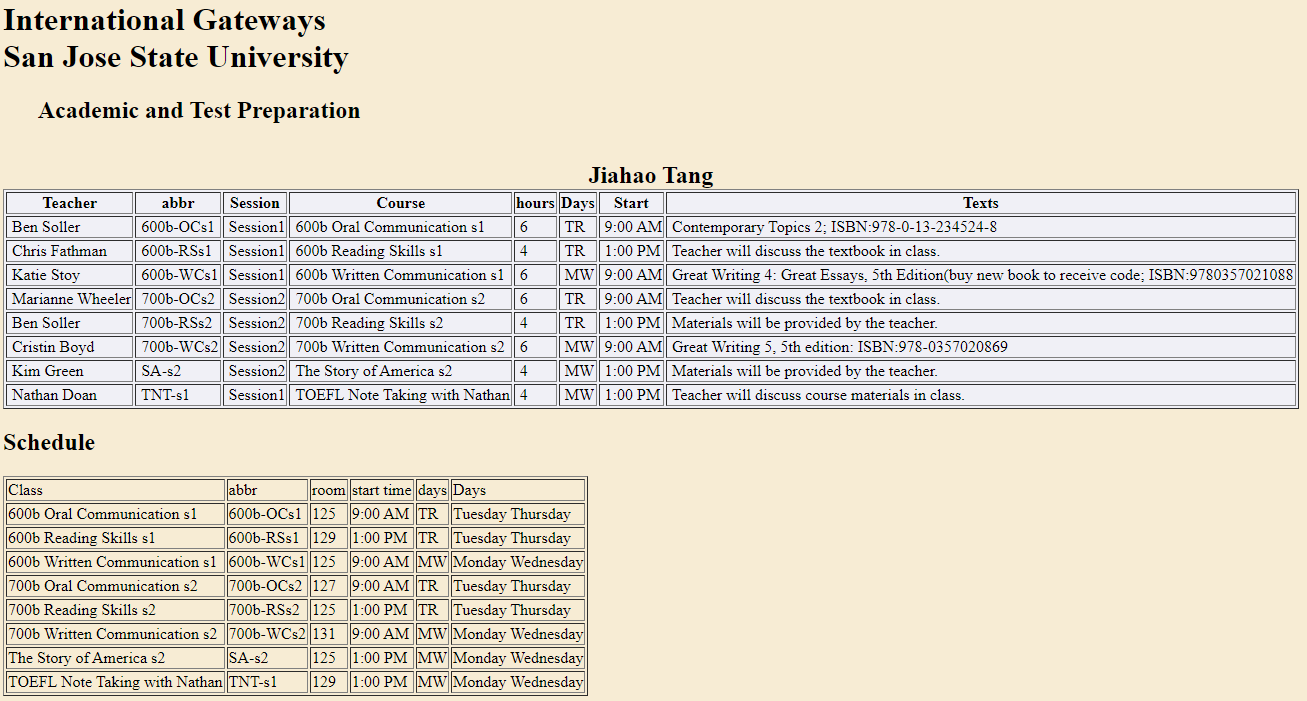 International Gateways
San Jose State University
Academic and Test Preparation
Jiahao Tang
Teacher abbr Session Course hours Days Start Texts
Ben Soller 600b-OCs1 Session1 600b Oral Communication s1 6 TR 9:00 AM Contemporary Topics 2; ISBN:978-0-13-234524-8
Chris Fathman 600b-RSs1 Session1 600b Reading Skills s1 4 TR 1:00 PM Teacher will discuss the textbook in class.
Katie Stoy 600b-WCs1 Session1 600b Written Communication s1 6 MW 9:00 AM Great Writing 4: Great Essays, 5th Edition(buy new book to receive code; ISBN:9780357021088
Marianne Wheeler 700b-OCs2 Session2 700b Oral Communication s2 6 TR 9:00 AM Teacher will discuss the textbook in class.
Ben Soller 700b-RSs2 Session2 700b Reading Skills s2 4 TR 1:00 PM Materials will be provided by the teacher.
Cristin Boyd 700b-WCs2 Session2 700b Written Communication s2 6 MW 9:00 AM Great Writing 5, 5th edition: ISBN:978-0357020869
Kim Green SA-s2 Session2 The Story of America s2 4 MW 1:00 PM Materials will be provided by the teacher.
Nathan Doan TNT-s1 Session1 TOEFL Note Taking with Nathan 4 MW 1:00 PM Teacher will discuss course materials in class.
Schedule
Class abbr room start time days Days
600b Oral Communication s1 600b-OCs1 125 9:00 AM TR Tuesday Thursday
600b Reading Skills s1 600b-RSs1 129 1:00 PM TR Tuesday Thursday
600b Written Communication s1 600b-WCs1 125 9:00 AM MW Monday Wednesday
700b Oral Communication s2 700b-OCs2 127 9:00 AM TR Tuesday Thursday
700b Reading Skills s2 700b-RSs2 125 1:00 PM TR Tuesday Thursday
700b Written Communication s2 700b-WCs2 131 9:00 AM MW Monday Wednesday
The Story of America s2 SA-s2 125 1:00 PM MW Monday Wednesday
TOEFL Note Taking with Nathan TNT-s1 129 1:00 PM MW Monday Wednesday